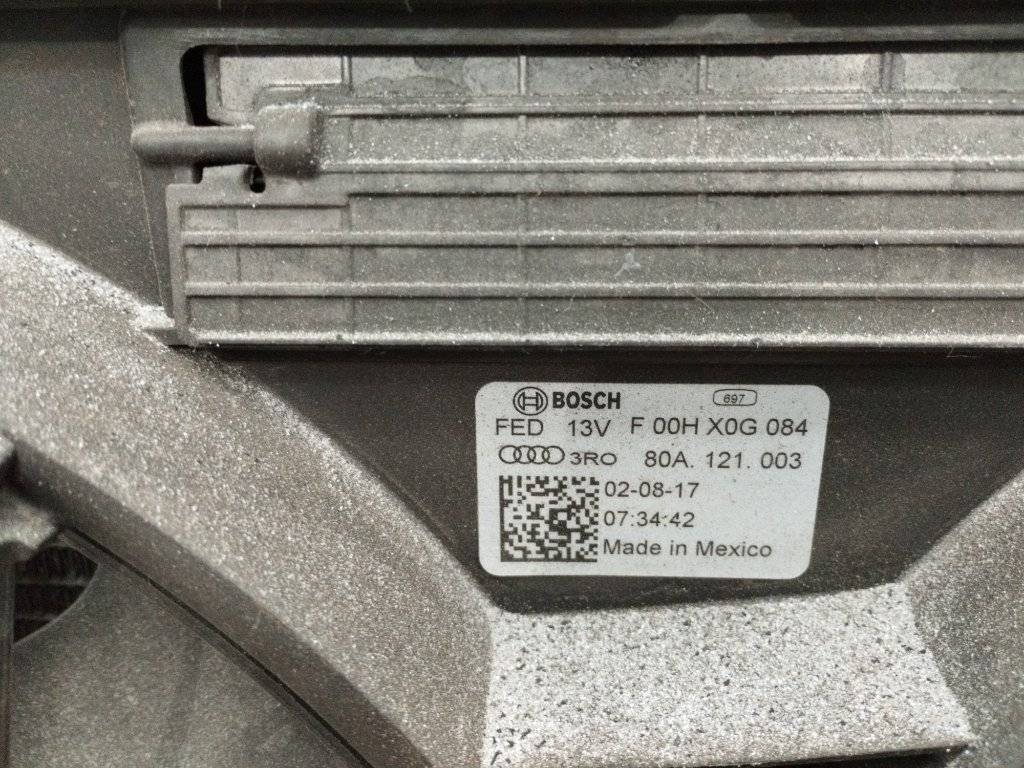 BOSCH 697
FED 13V F 00H X0G 084
3RO 80A. 121. 003
02-08-17
07:34:42
Made in Mexico